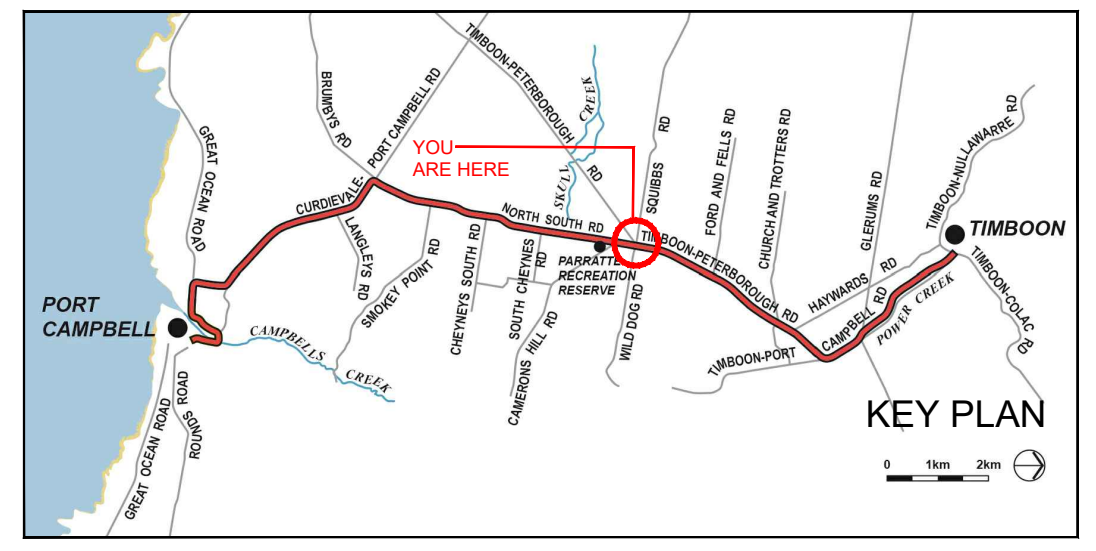 TIMBOON-PETERBOROUGH
RD
BRUMBYS RD
CURDIEVALE-
PORT CAMPBELL RD
GREAT OCEAN ROAD
SKULL
CREEK
YOU
ARE HERE
SQUIBBS
RD
FORD AND FELLS RD
CHURCH AND TROTTERS RD
GLERUMS RD
TIMBOON-NULLAWARRE RD
TIMBOON
TIMBOON-COLAC
RD
NORTH SOUTH RD
TIMBOON-PETERBOROUGH RD
PARRATTE
RECREATION
RESERVE
LANGLEYS RD
SMOKEY POINT RD
CHEYNEYS SOUTH RD
SOUTH CHEYNES
RD
CAMERONS HILL RD
WILD DOG RD
HAYWARDS RD
TIMBOON-PORT
CAMPBELL RD
POWER CREEK
PORT
CAMPBELL
CAMPBELLS
CREEK
GREAT OCEAN ROAD
ROUNDS
ROAD
KEY PLAN
0 1km 2km